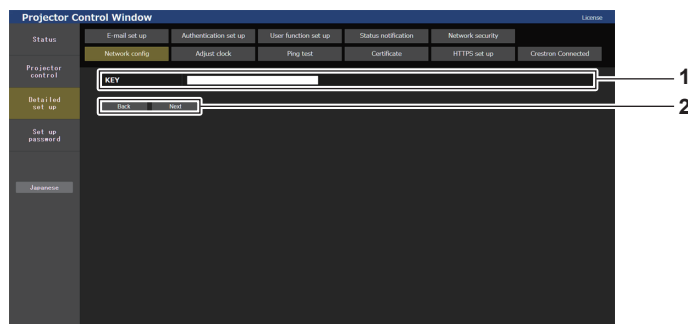 Projector Control Window License
Status
E-mail set up Authentication set up User function set up Status notification Network security
Network config Adjust clock Ping test Certificate HTTPS set up Crestron Connected
Projector
control
KEY
1
Detailed
set up
Back Next
2
Set up
password
Japanese